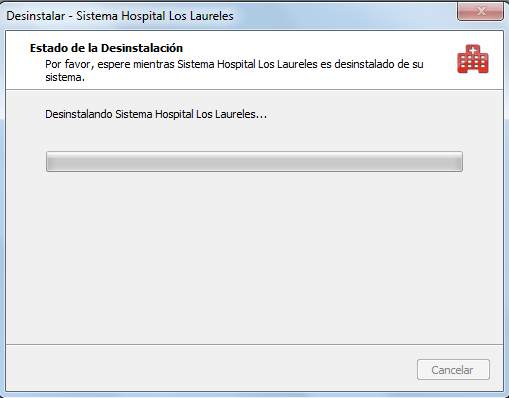 Desinstalar - Sistema Hospital Los Laureles
Estado de la Desinstalación
Por favor, espere mientras Sistema Hospital Los Laureles es desinstalado de su
sistema.
Desinstalando Sistema Hospital Los Laureles...
Cancelar